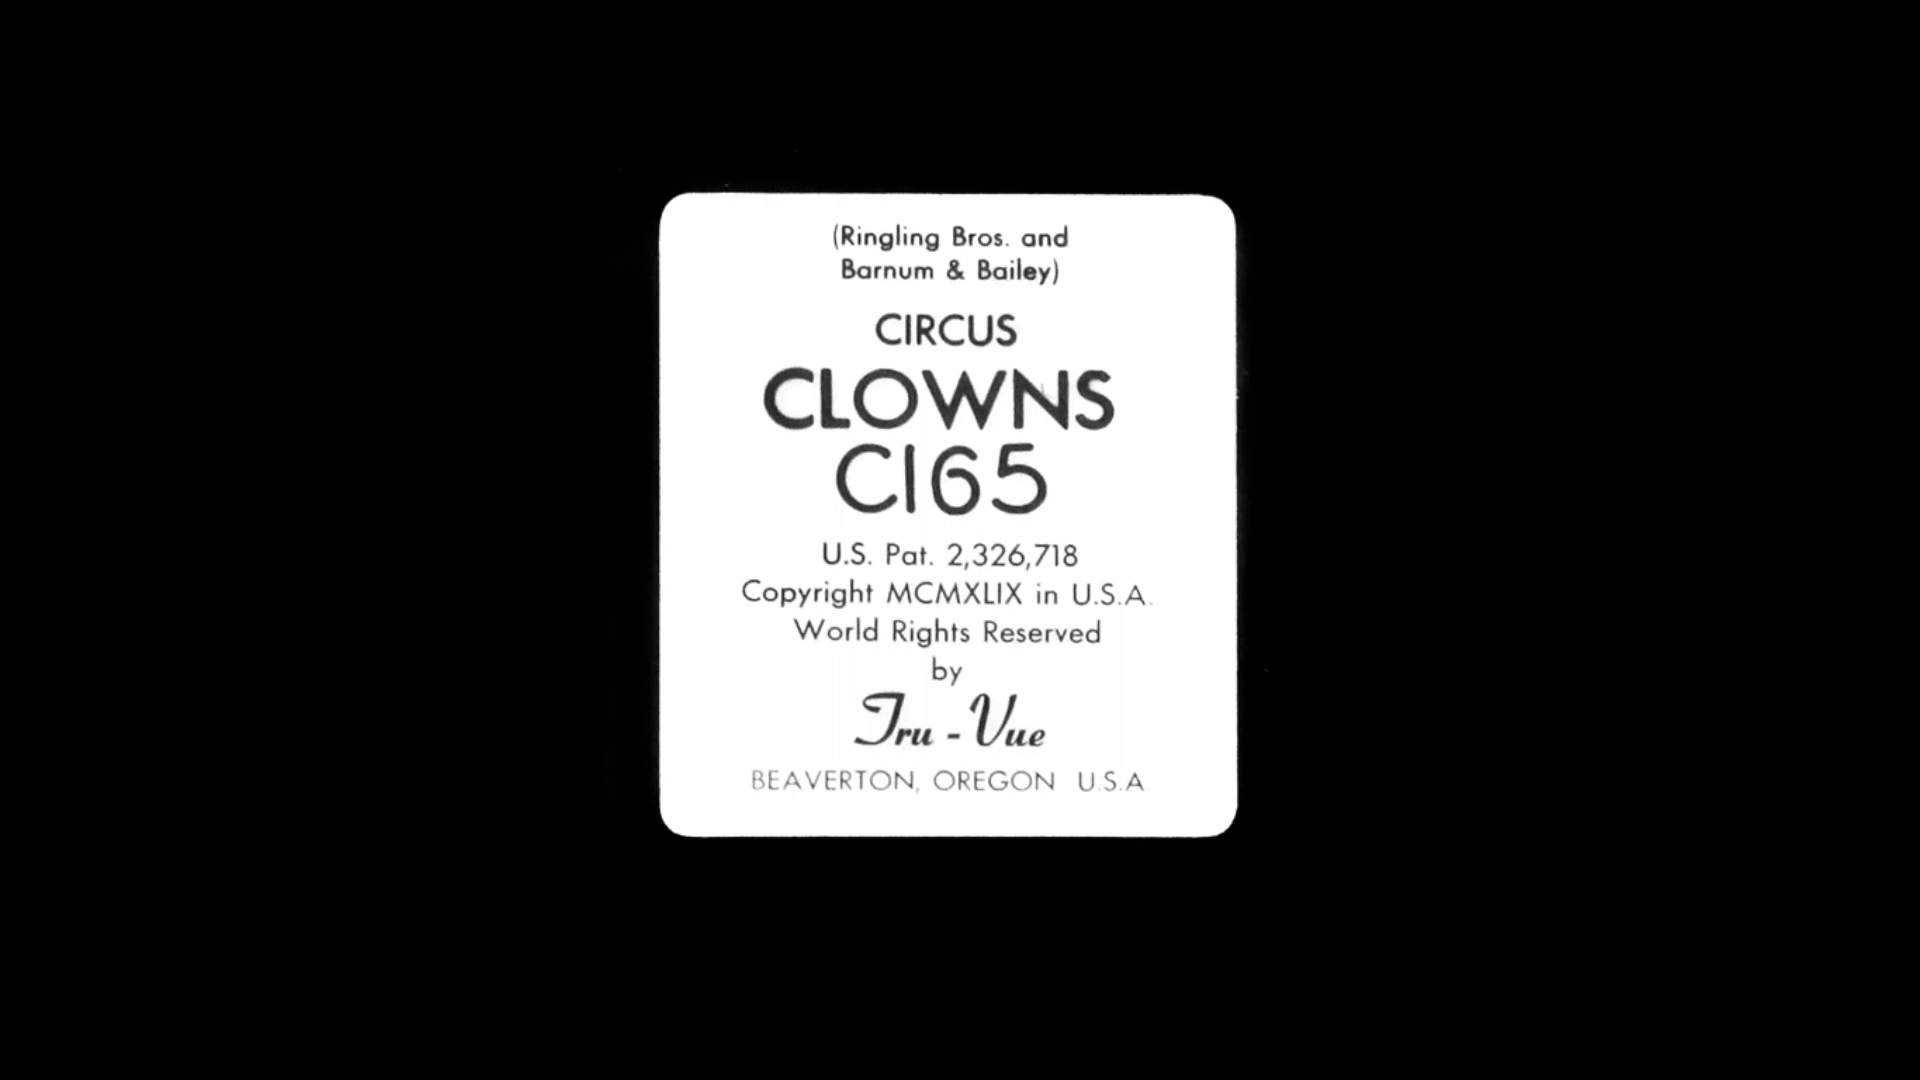 (Ringling Bros. and
Barnum & Bailey)
CIRCUS
CLOWNS
C165
U.S. Pat. 2,326,718
Copyright MCMXLIX in U.S.A.
World Rights Reserved
by
Tru - Vue
BEAVERTON, OREGON U.S.A.